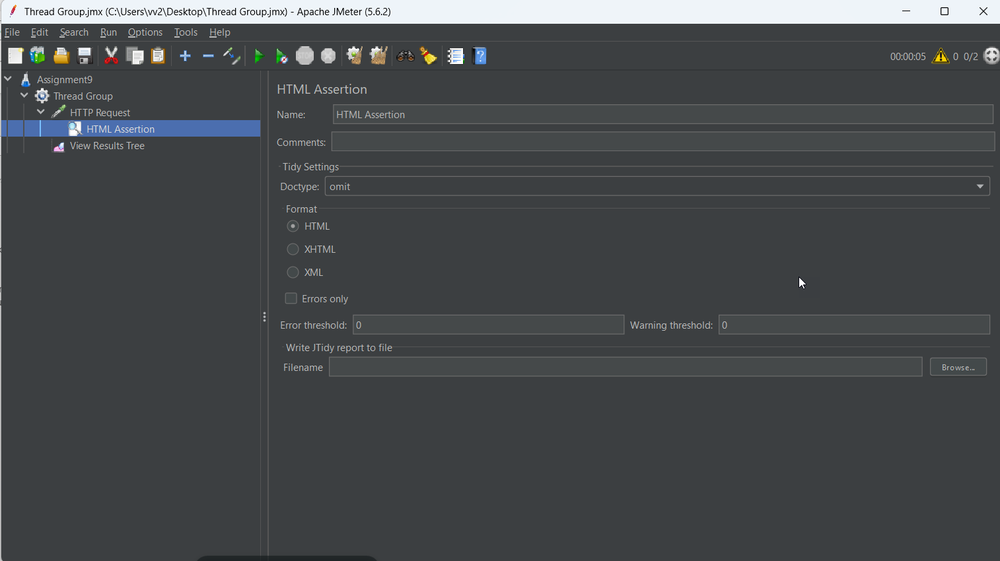 Thread Group.jmx (C:\Users\vv2\Desktop\Thread Group.jmx) - Apache JMeter (5.6.2)
File Edit Search Run Options Tools Help
STOP
?
00:00:05 0 0/2
Assignment9
Thread Group
HTTP Request
HTML Assertion
View Results Tree
HTML Assertion
Name: HTML Assertion
Comments:
Tidy Settings
Doctype: omit
Format
HTML
XHTML
XML
Errors only
Error threshold: 0 Warning threshold: 0
Write JTidy report to file
Filename Browse...